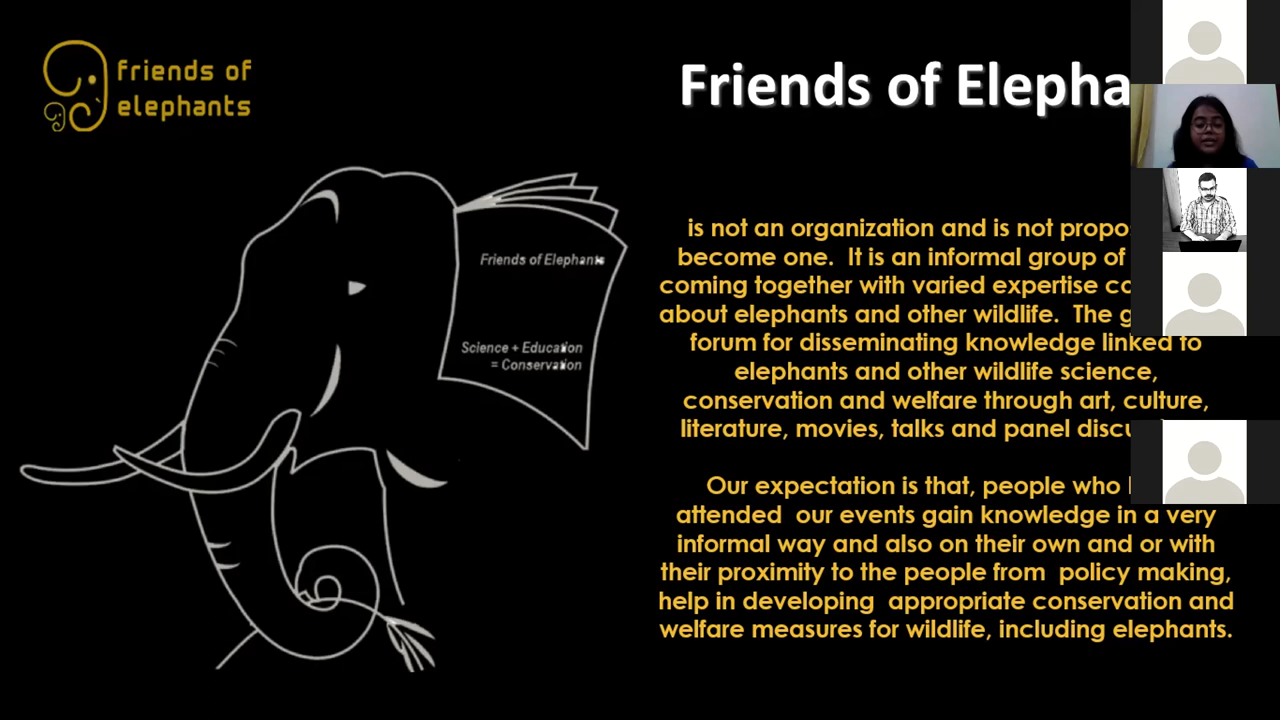 friends of
elephants
Friends of Elepha
Friends of Elephants
Science + Education
= Conservation
is not an organization and is not propo
become one. It is an informal group of
coming together with varied expertise co
about elephants and other wildlife. The g
forum for disseminating knowledge linked to
elephants and other wildlife science,
conservation and welfare through art, culture,
literature, movies, talks and panel discu
Our expectation is that, people who
attended our events gain knowledge in a very
informal way and also on their own and or with
their proximity to the people from policy making,
help in developing appropriate conservation and
welfare measures for wildlife, including elephants.